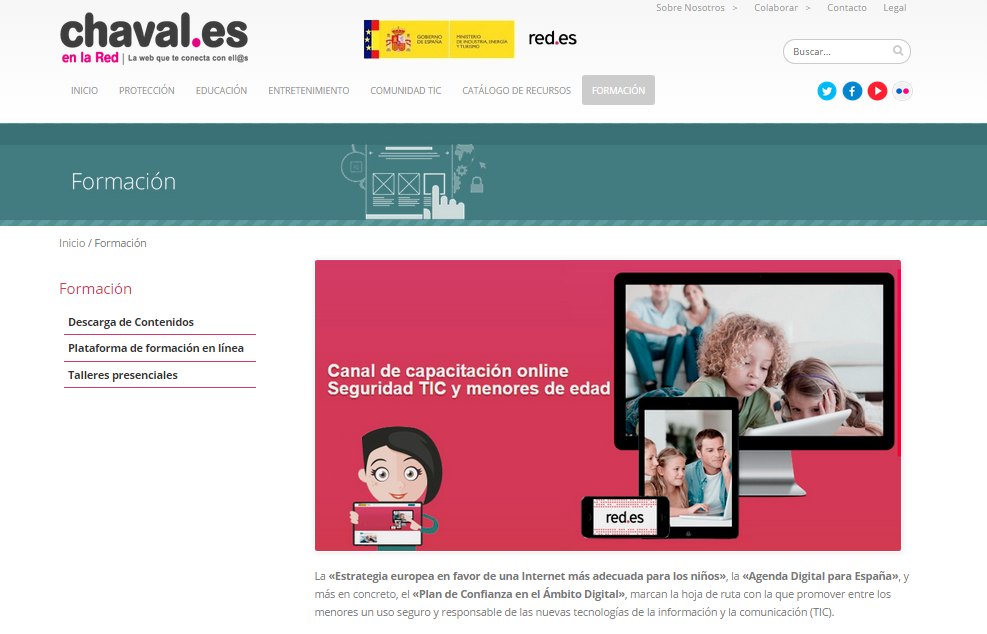 Sobre Nosotros > Colaborar > Contacto Legal
chaval.es
en la Red | La web que te conecta con ell@s
GOBIERNO
DE ESPAÑA
MINISTERIO
DE INDUSTRIA, ENERGÍA
Y TURISMO
red.es
Buscar...
INICIO PROTECCIÓN EDUCACIÓN ENTRETENIMIENTO COMUNIDAD TIC CATÁLOGO DE RECURSOS FORMACIÓN
Formación
Inicio / Formación
Formación
Descarga de Contenidos
Plataforma de formación en línea
Talleres presenciales
Canal de capacitación online
Seguridad TIC y menores de edad
red.es
La «Estrategia europea en favor de una Internet más adecuada para los niños», la «Agenda Digital para España», y
más en concreto, el «Plan de Confianza en el Ámbito Digital», marcan la hoja de ruta con la que promover entre los
menores un uso seguro y responsable de las nuevas tecnologías de la información y la comunicación (TIC).